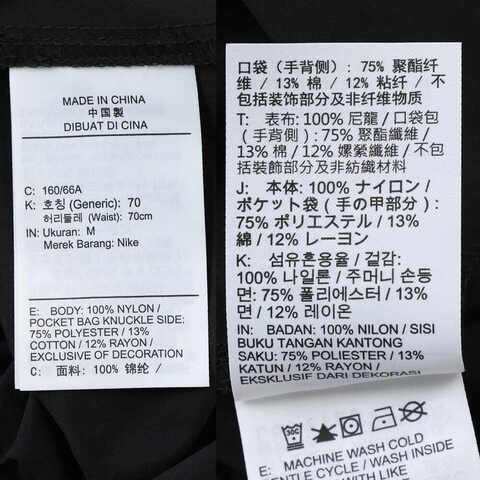 MADE IN CHINA
中国製
DIBUAT DI CINA
C: 160/66A
K: 호칭 (Generic): 70
허리둘레 (Waist): 70cm
IN: Ukuran: M
Merek Barang: Nike
E: BODY: 100% NYLON /
POCKET BAG KNUCKLE SIDE:
75% POLYESTER / 13%
COTTON / 12% RAYON /
EXCLUSIVE OF DECORATION
C: 面料: 100% 锦纶 /
口袋（手背侧）: 75% 聚酯纤
维 / 13% 棉 / 12% 粘纤 / 不
包括装饰部分及非纤维物质
T: 表布: 100% 尼龍 / 口袋包
（手背側）: 75% 聚酯纖維 /
13% 棉 / 12% 嫘縈纖維 / 不包
括裝飾部分及非紡織材料
J: 本体: 100% ナイロン /
ポケット袋（手の甲部分）:
75% ポリエステル / 13%
綿 / 12% レーヨン
K: 섬유혼용율 / 겉감:
100% 나일론 / 주머니 손등
면: 75% 폴리에스터 / 13%
면 / 12% 레이온
IN: BADAN: 100% NILON / SISI
BUKU TANGAN KANTONG
SAKU: 75% POLIESTER / 13%
KATUN / 12% RAYON /
EKSKLUSIF DARI DEKORASI
E: MACHINE WASH COLD
GENTLE CYCLE / WASH INSIDE
WITH LIKE